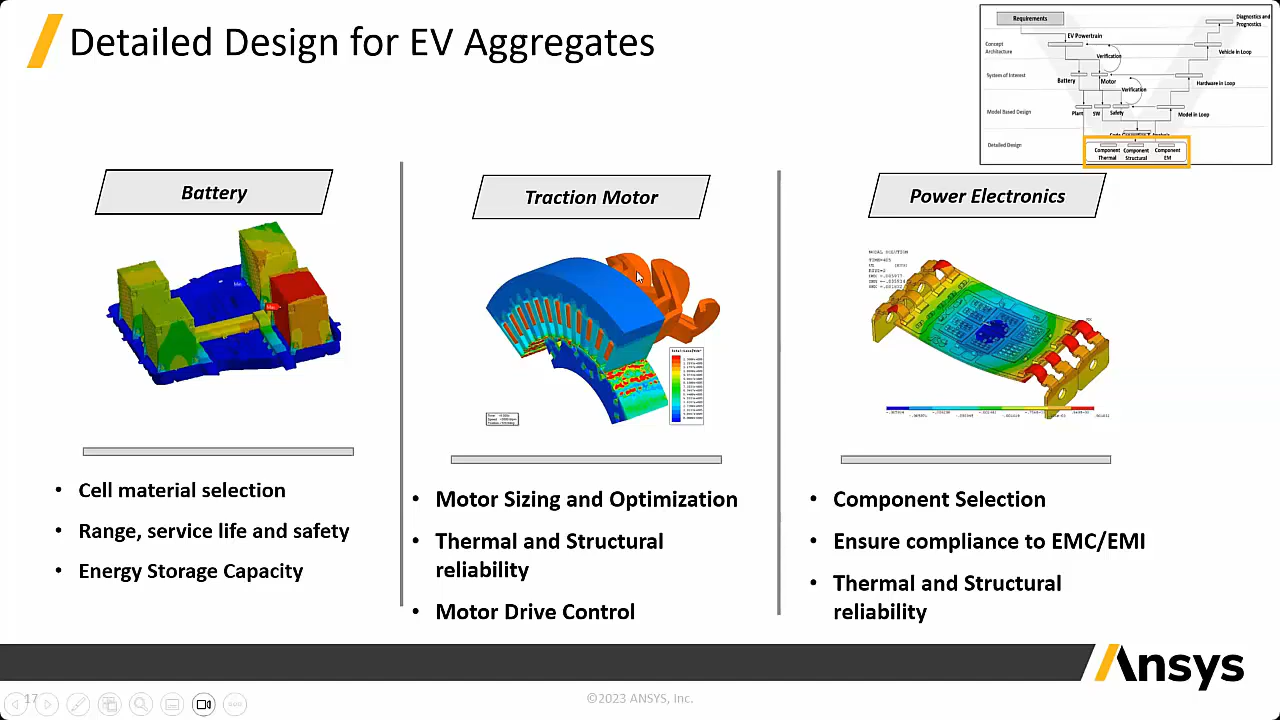 Detailed Design for EV Aggregates
Requirements
Diagnostics and
Prognostics
EV Powertrain
Concept
Architecture
Vehicle in Loop
Verification
System of Interest
Battery
Motor
Hardware in Loop
Verification
Model Based Design
Plant
SW
Safety
Model in Loop
Detailed Design
Component
Thermal
Component
Structural
Component
EM
Battery
Traction Motor
Power Electronics
NODAL SOLUTION
• Cell material selection
• Range, service life and safety
• Energy Storage Capacity
• Motor Sizing and Optimization
• Thermal and Structural
reliability
• Motor Drive Control
• Component Selection
• Ensure compliance to EMC/EMI
• Thermal and Structural
reliability
Ansys
17
©2023 ANSYS, Inc.